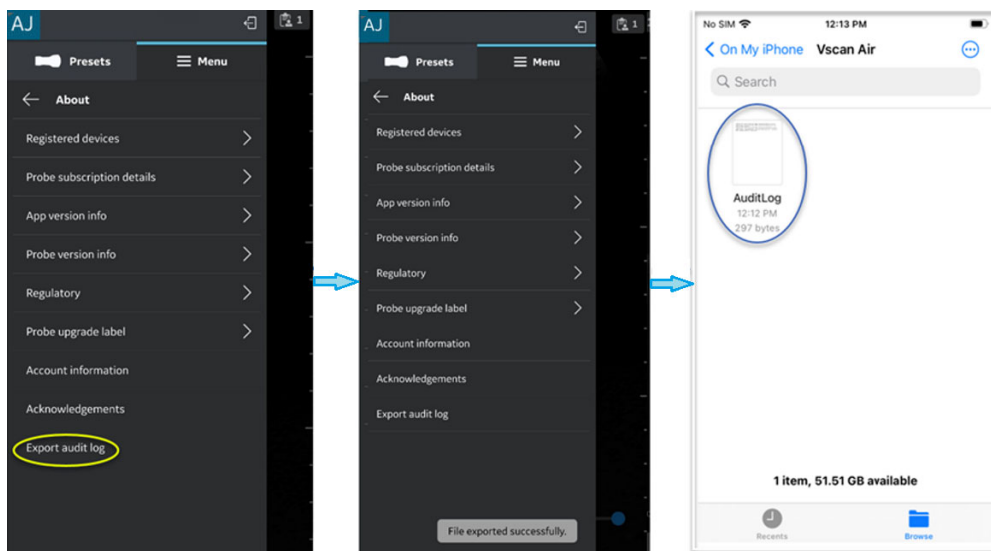 AJ
1
Presets
Menu
About
Registered devices
Probe subscription details
App version info
Probe version info
Regulatory
Probe upgrade label
Account information
Acknowledgements
Export audit log
AJ
1
Presets
Menu
About
Registered devices
Probe subscription details
App version info
Probe version info
Regulatory
Probe upgrade label
Account information
Acknowledgements
Export audit log
File exported successfully.
No SIM 12:13 PM
On My iPhone Vscan Air
Search
AuditLog
12:12 PM
297 bytes
1 item, 51.51 GB available
Recents Browse